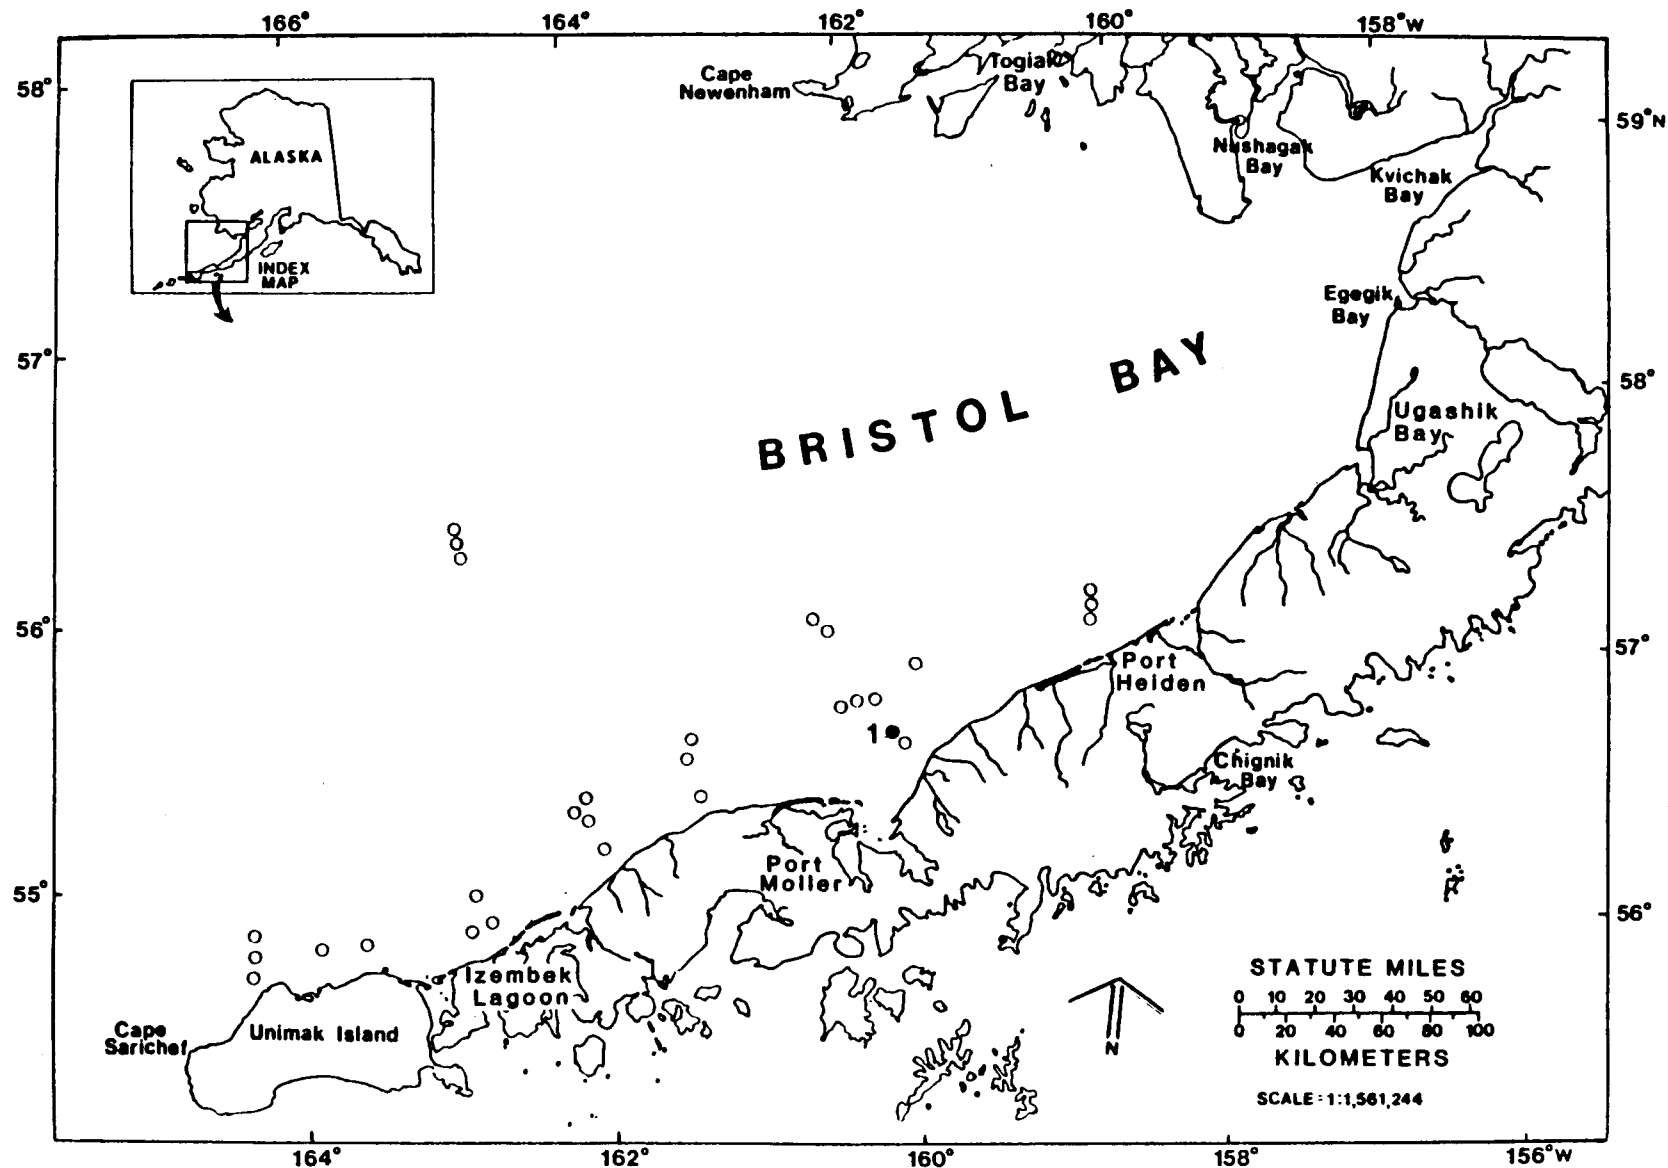 166° 164° 162° 160° 158°W
58°
57°
56°
55°
59°N
58°
57°
56°
164° 162° 160° 158° 156°W
ALASKA
INDEX
MAP
Cape
Newenham
Togiak
Bay
Nushagak
Bay
Kvichak
Bay
Egegik
Bay
BRISTOL BAY
Ugashik
Bay
Port
Heiden
1
Chignik
Bay
Port
Moller
Izembek
Lagoon
Unimak Island
Cape
Sarichef
N
STATUTE MILES
0 10 20 30 40 50 60
0 20 40 60 80 100
KILOMETERS
SCALE = 1:1,561,244